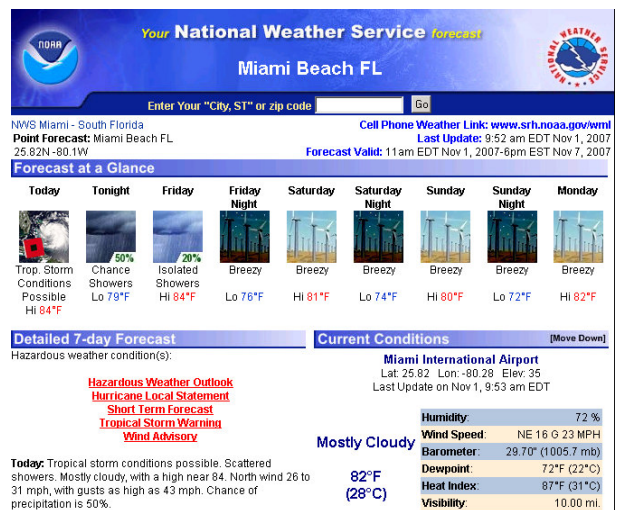 NOAA
Your National Weather Service forecast
Miami Beach FL
WEATHER SERVICE
Enter Your "City, ST" or zip code Go
NWS Miami - South Florida
Point Forecast: Miami Beach FL
25.82N -80.1W
Cell Phone Weather Link: www.srh.noaa.gov/wml
Last Update: 9:52 am EDT Nov 1, 2007
Forecast Valid: 11am EDT Nov 1, 2007-6pm EST Nov 7, 2007
Forecast at a Glance
Today Tonight Friday Friday Night Saturday Saturday Night Sunday Sunday Night Monday
50% 20%
Trop. Storm Conditions Possible Hi 84°F
Chance Showers Lo 79°F
Isolated Showers Hi 84°F
Breezy Lo 76°F
Breezy Hi 81°F
Breezy Lo 74°F
Breezy Hi 80°F
Breezy Lo 72°F
Breezy Hi 82°F
Detailed 7-day Forecast
Hazardous weather condition(s):
Hazardous Weather Outlook
Hurricane Local Statement
Short Term Forecast
Tropical Storm Warning
Wind Advisory
Today: Tropical storm conditions possible. Scattered
showers. Mostly cloudy, with a high near 84. North wind 26 to
31 mph, with gusts as high as 43 mph. Chance of
precipitation is 50%.
Current Conditions [Move Down]
Miami International Airport
Lat: 25.82 Lon: -80.28 Elev: 35
Last Update on Nov 1, 9:53 am EDT
Mostly Cloudy
82°F
(28°C)
Humidity: 72 %
Wind Speed: NE 16 G 23 MPH
Barometer: 29.70" (1005.7 mb)
Dewpoint: 72°F (22°C)
Heat Index: 87°F (31°C)
Visibility: 10.00 mi.